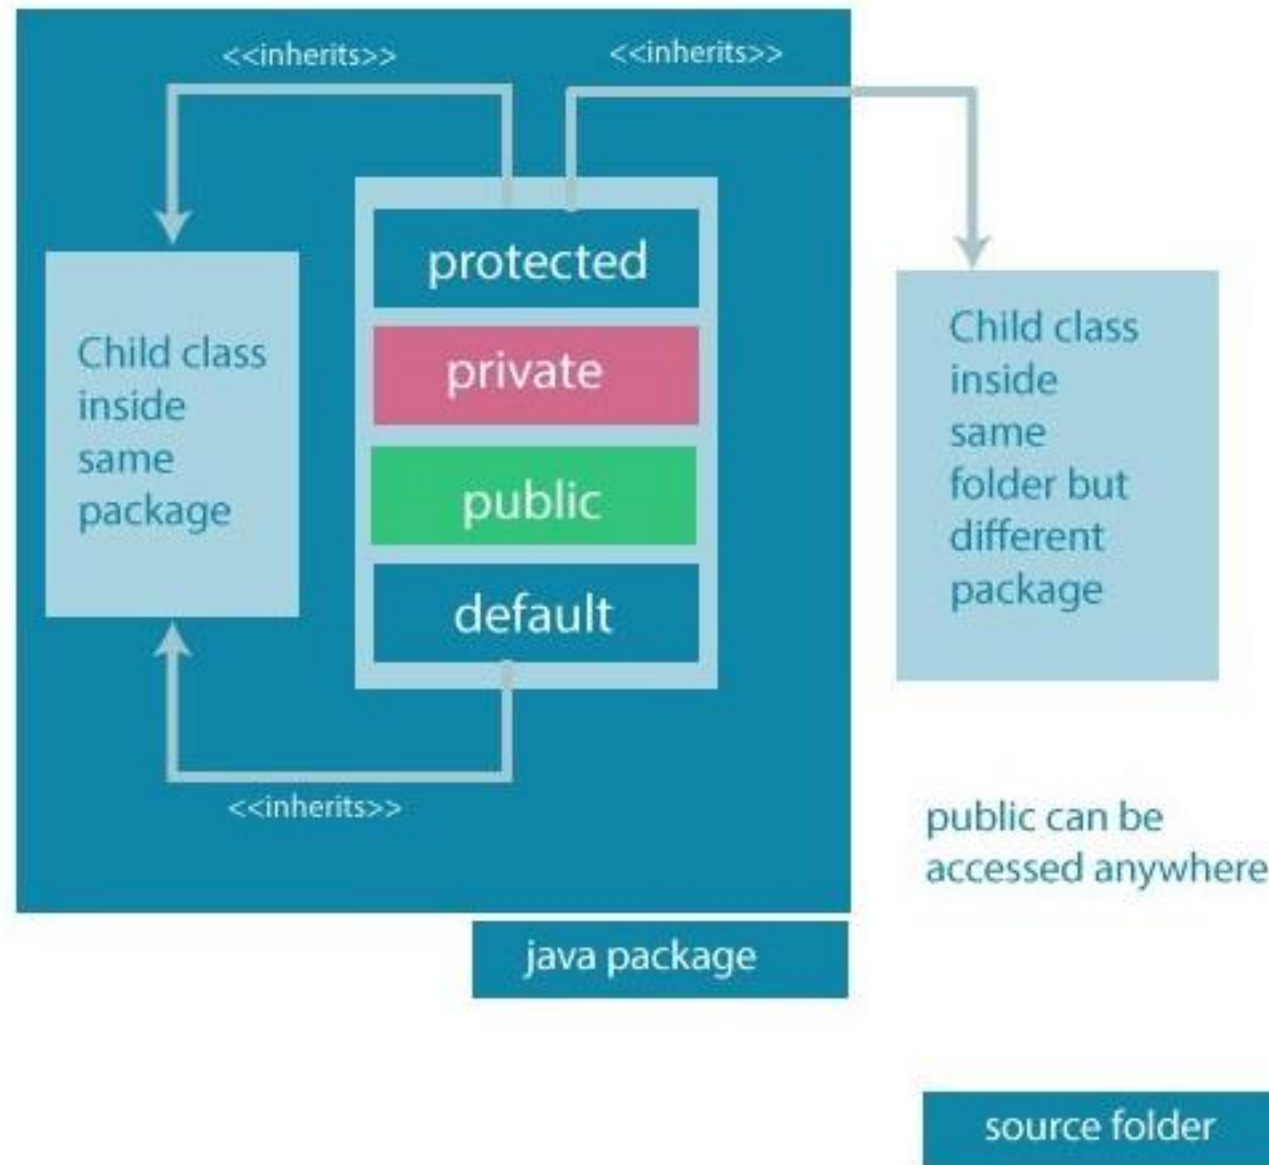 <<inherits>>
<<inherits>>
protected
private
public
default
Child class
inside
same
package
Child class
inside
same
folder but
different
package
<<inherits>>
public can be
accessed anywhere
java package
source folder